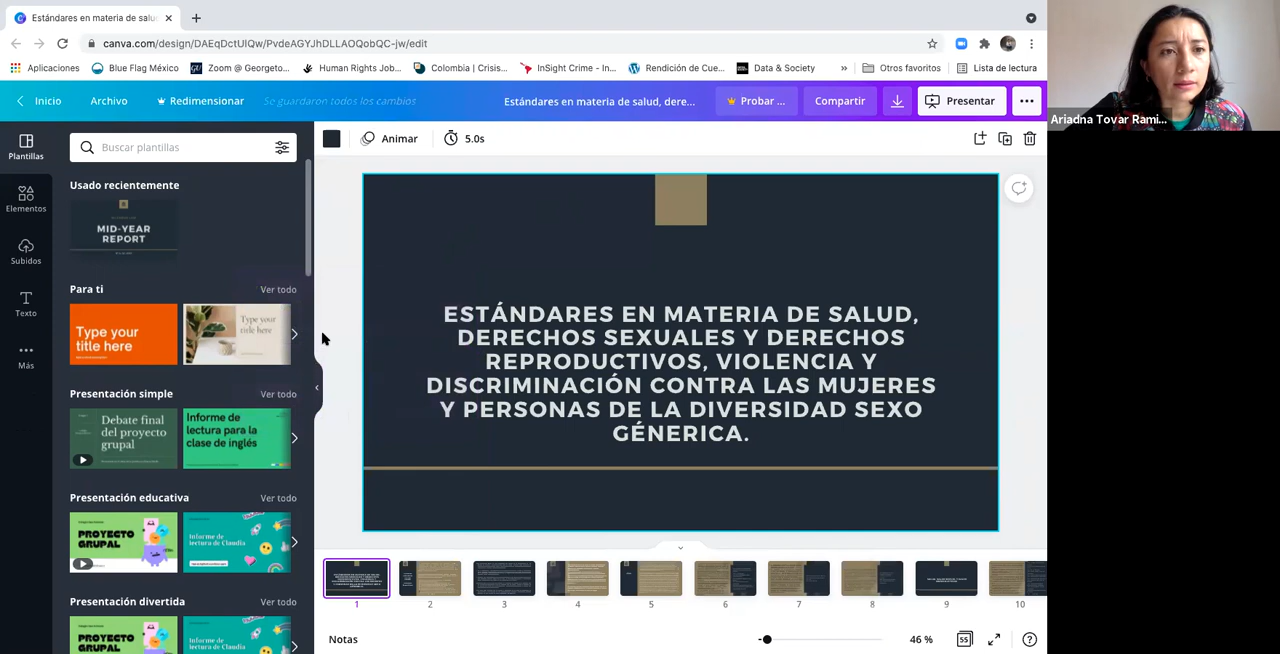 Estándares en materia de salu
canva.com/design/DAEqDctUlQw/PvdeAGYJhDLLAOQobQC-jw/edit
Aplicaciones
Blue Flag México
Zoom @ Georgeto...
Human Rights Job...
Colombia | Crisis...
InSight Crime - In...
Rendición de Cue...
Data & Society
»
Otros favoritos
Lista de lectura
Inicio
Archivo
Redimensionar
Se guardaron todos los cambios
Estándares en materia de salud, dere...
Probar ...
Compartir
Presentar
Ariadna Tovar Rami...
Plantillas
Elementos
Subidos
Texto
Más
Buscar plantillas
Usado recientemente
MID-YEAR
REPORT
Para ti
Ver todo
Type your
title here
Type your
title here
Presentación simple
Ver todo
Debate final
del proyecto
grupal
Informe de
lectura para la
clase de inglés
Presentación educativa
Ver todo
PROYECTO
GRUPAL
Informe de
lectura de Claudia
Presentación divertida
Ver todo
PROYECTO
GRUPAL
Informe de
lectura de Claudia
Animar
5.0s
ESTÁNDARES EN MATERIA DE SALUD,
DERECHOS SEXUALES Y DERECHOS
REPRODUCTIVOS, VIOLENCIA Y
DISCRIMINACIÓN CONTRA LAS MUJERES
Y PERSONAS DE LA DIVERSIDAD SEXO
GÉNERICA.
1
2
3
4
5
6
7
8
9
10
Notas
46 %
55